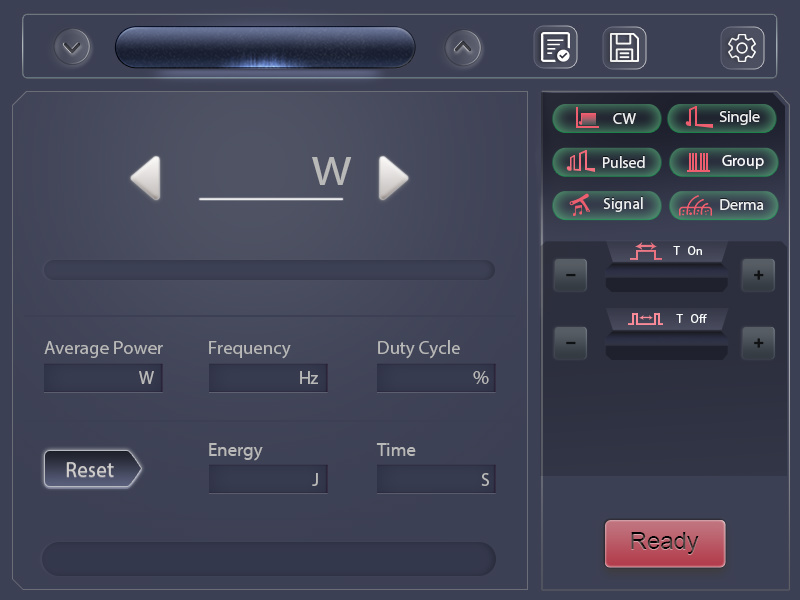 W
Average Power
Frequency
Duty Cycle
W
Hz
%
Reset
Energy
Time
J
S
CW
Single
Pulsed
Group
Signal
Derma
T On
-
+
T Off
-
+
Ready